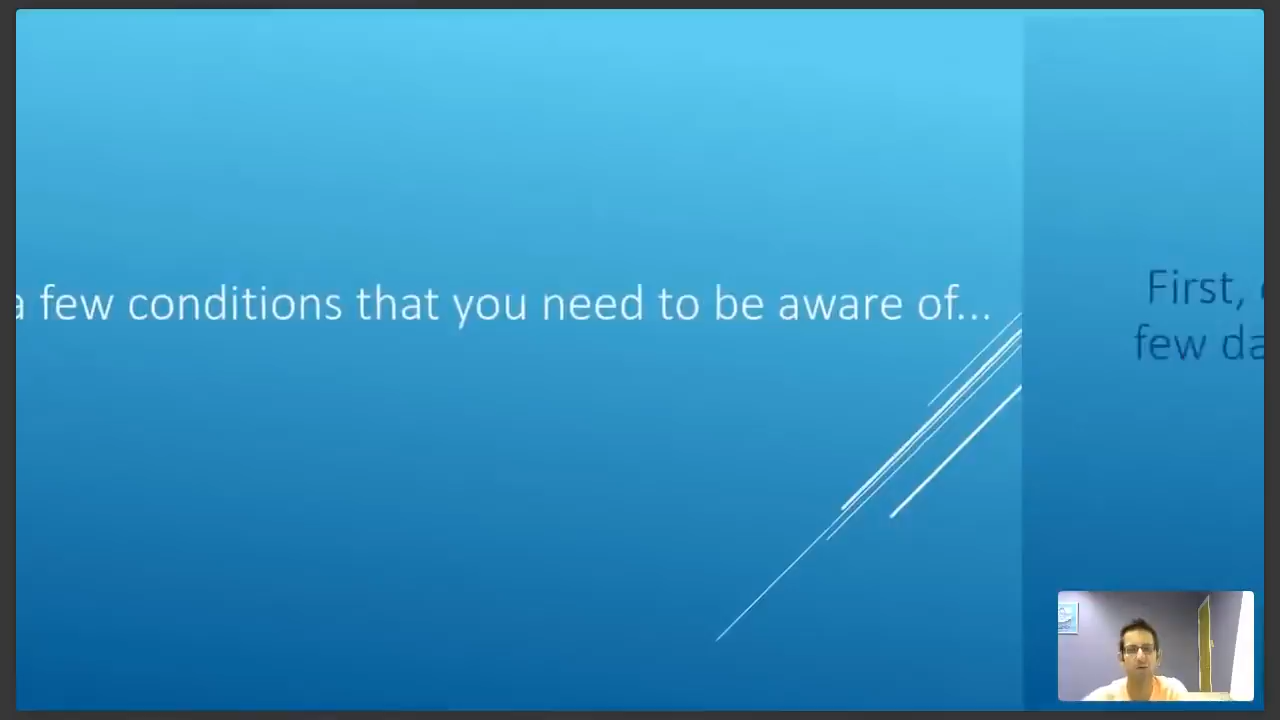 a few conditions that you need to be aware of...
First,
few da